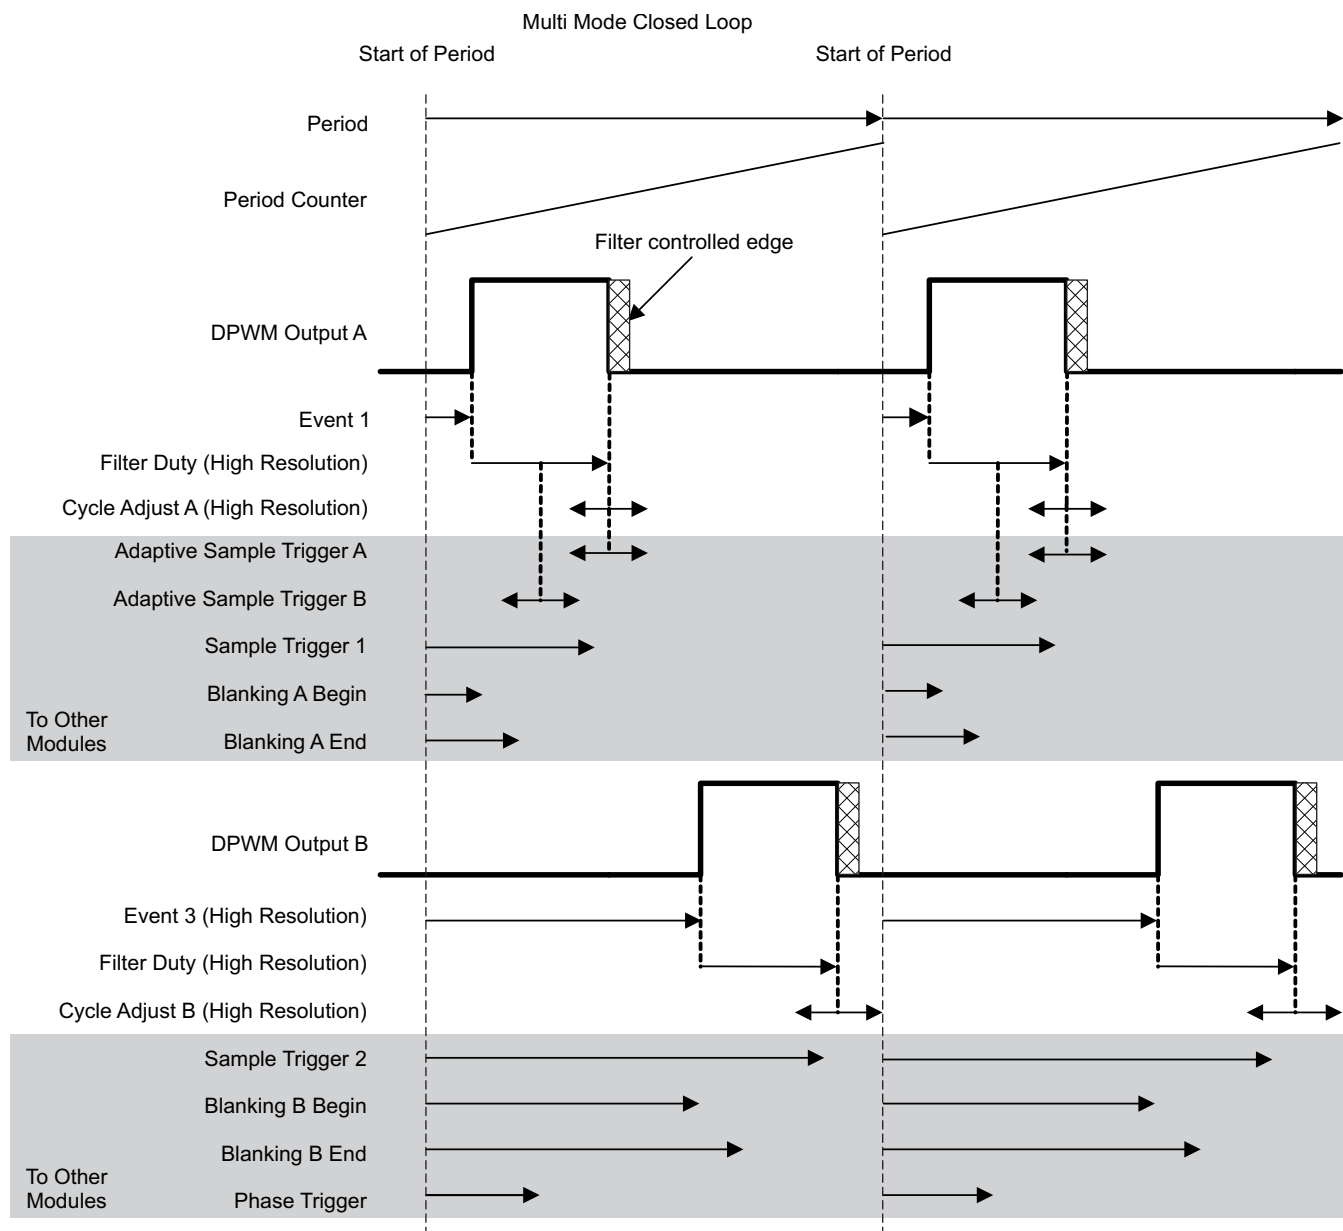 Multi Mode Closed Loop
Start of Period
Start of Period
Period
Period Counter
Filter controlled edge
DPWM Output A
Event 1
Filter Duty (High Resolution)
Cycle Adjust A (High Resolution)
Adaptive Sample Trigger A
Adaptive Sample Trigger B
Sample Trigger 1
Blanking A Begin
To Other
Modules
Blanking A End
DPWM Output B
Event 3 (High Resolution)
Filter Duty (High Resolution)
Cycle Adjust B (High Resolution)
Sample Trigger 2
Blanking B Begin
Blanking B End
To Other
Modules
Phase Trigger